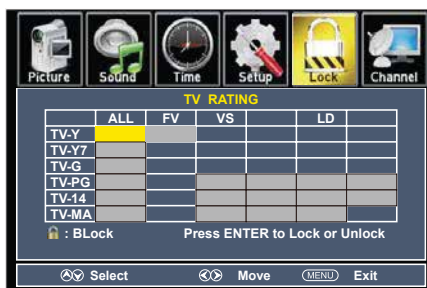 Picture Sound Time Setup Lock Channel
TV RATING
ALL FV VS LD
TV-Y
TV-Y7
TV-G
TV-PG
TV-14
TV-MA
: BLock Press ENTER to Lock or Unlock
Select Move MENU Exit